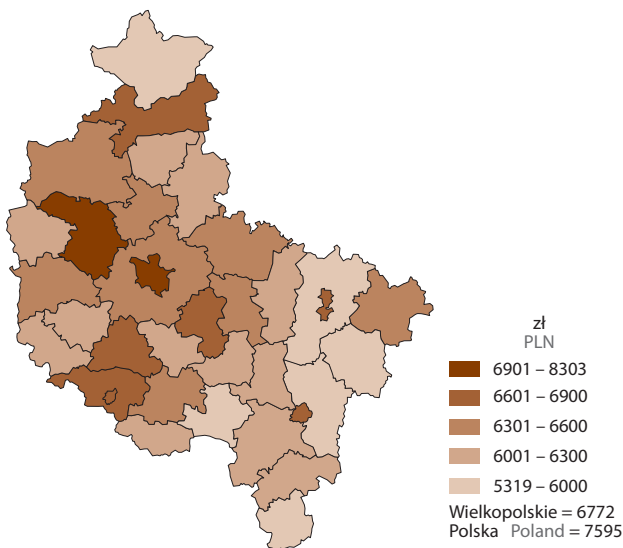 zł
PLN
6901 – 8303
6601 – 6900
6301 – 6600
6001 – 6300
5319 – 6000
Wielkopolskie = 6772
Polska Poland = 7595